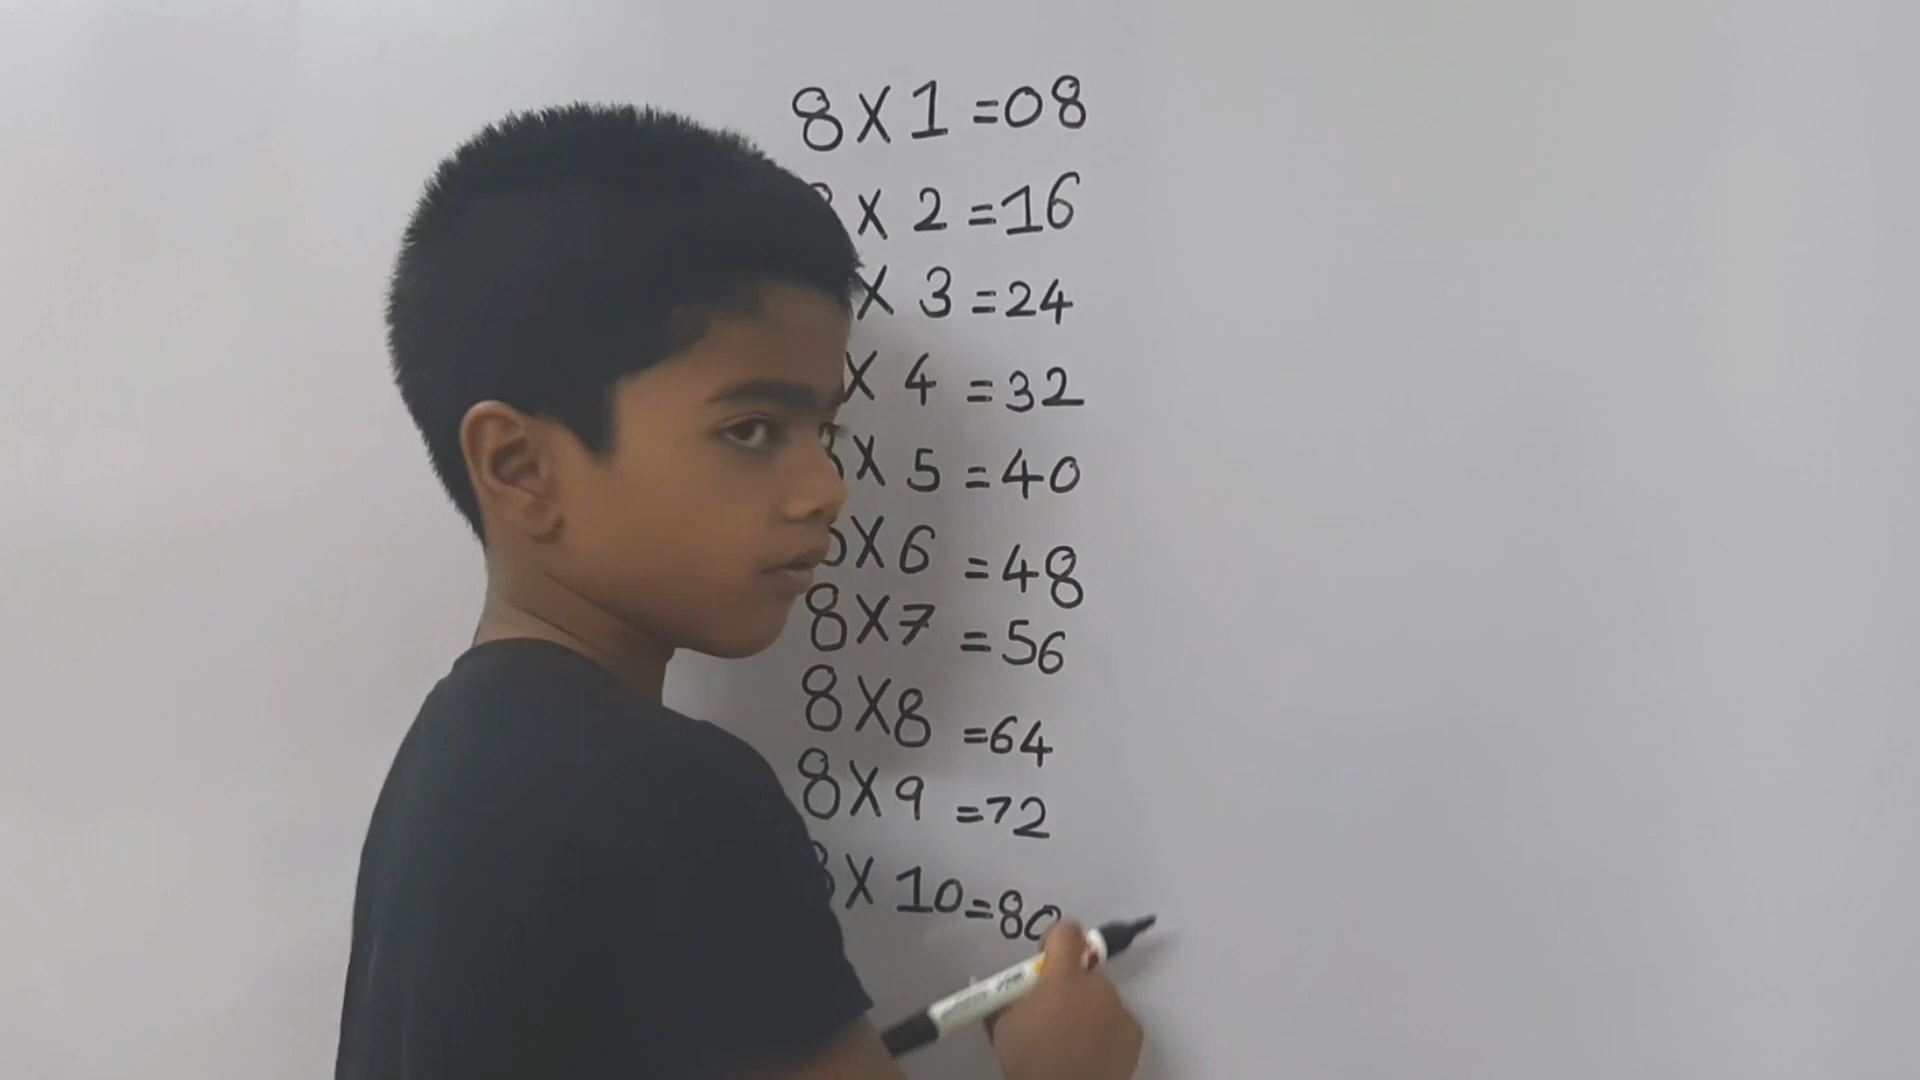 8 X 1 = 08
X 2 = 16
X 3 = 24
X 4 = 32
8 X 5 = 40
X 6 = 48
8 X 7 = 56
8 X 8 = 64
8 X 9 = 72
8 X 10 = 80